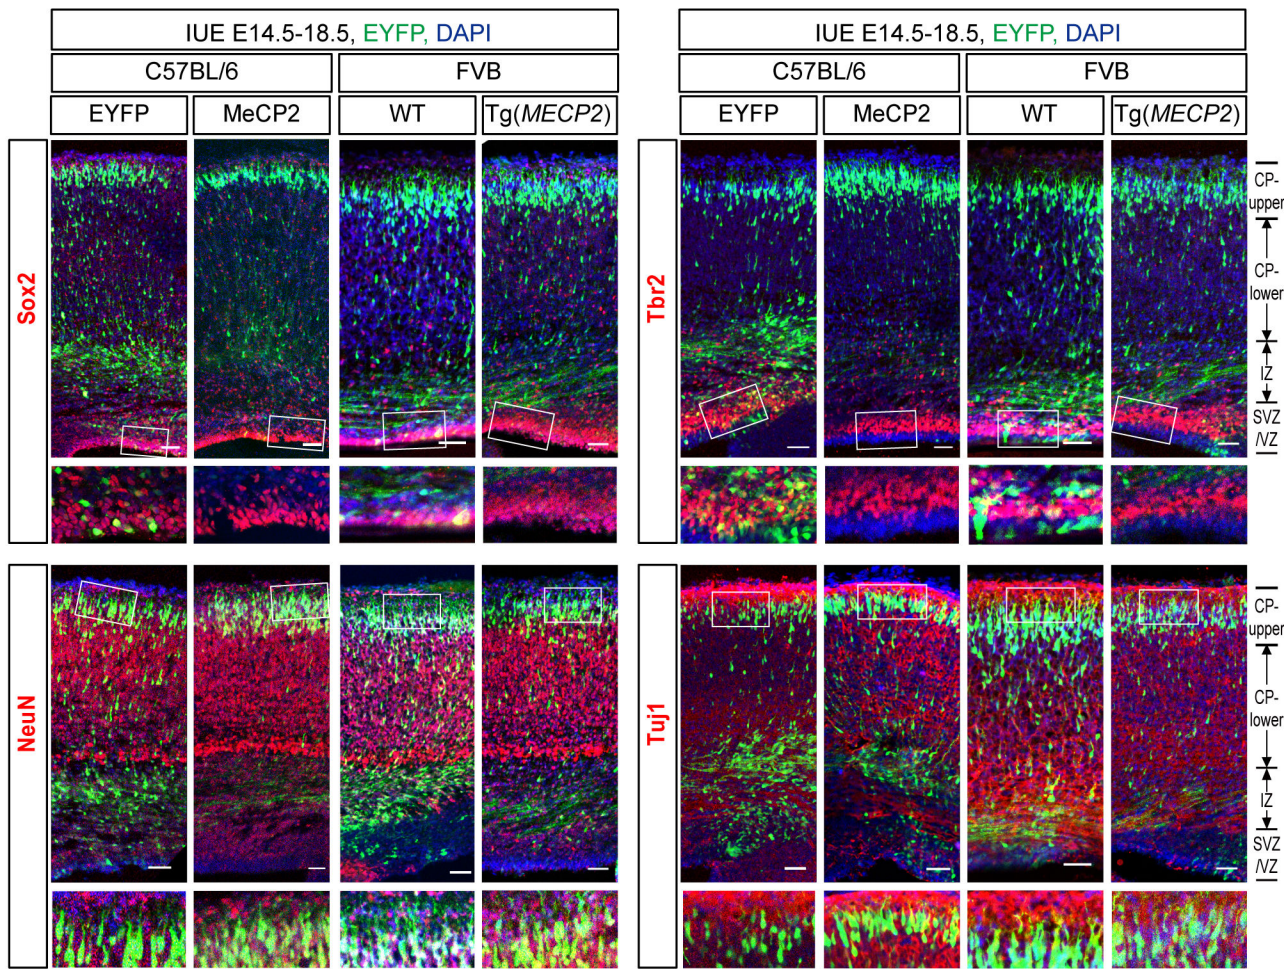 IUE E14.5-18.5, EYFP, DAPI
C57BL/6 FVB
EYFP MeCP2 WT Tg(MECP2)
Sox2
IUE E14.5-18.5, EYFP, DAPI
C57BL/6 FVB
EYFP MeCP2 WT Tg(MECP2)
Tbr2
CP-
upper
CP-
lower
IZ
SVZ
/VZ
NeuN
Tuj1
CP-
upper
CP-
lower
IZ
SVZ
/VZ